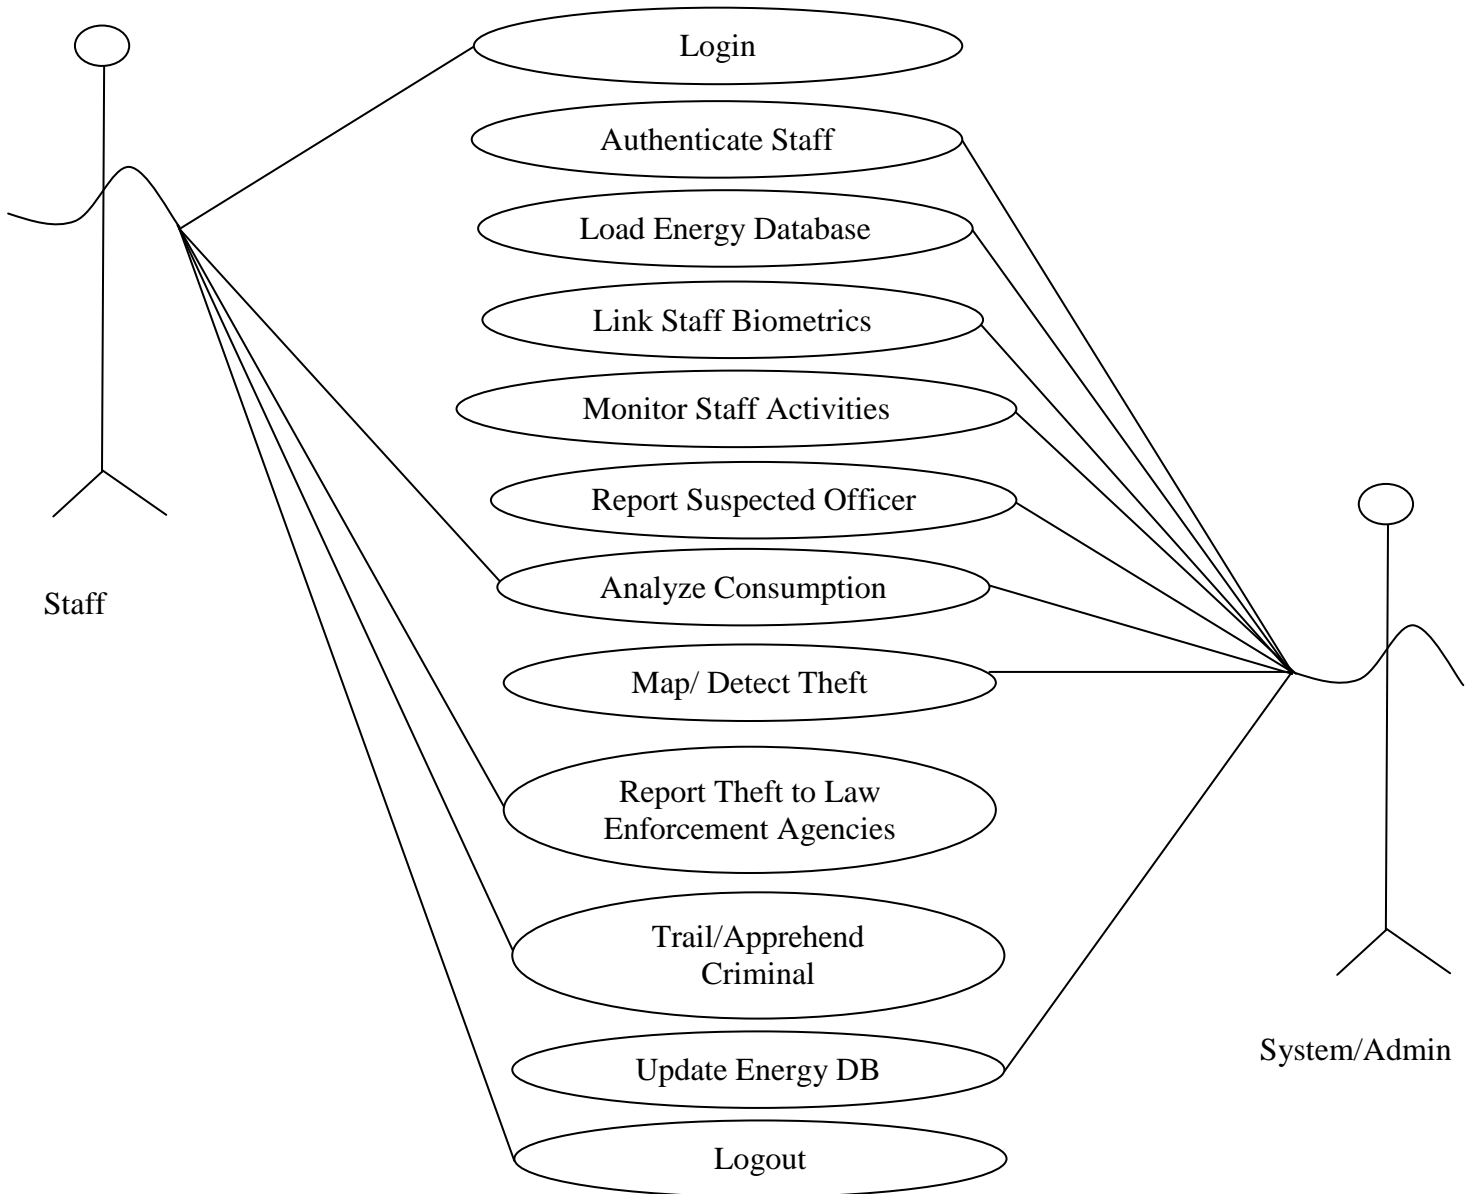 Login
Authenticate Staff
Load Energy Database
Link Staff Biometrics
Monitor Staff Activities
Report Suspected Officer
Analyze Consumption
Staff
Map/ Detect Theft
Report Theft to Law
Enforcement Agencies
Trail/Apprehend
Criminal
System/Admin
Update Energy DB
Logout